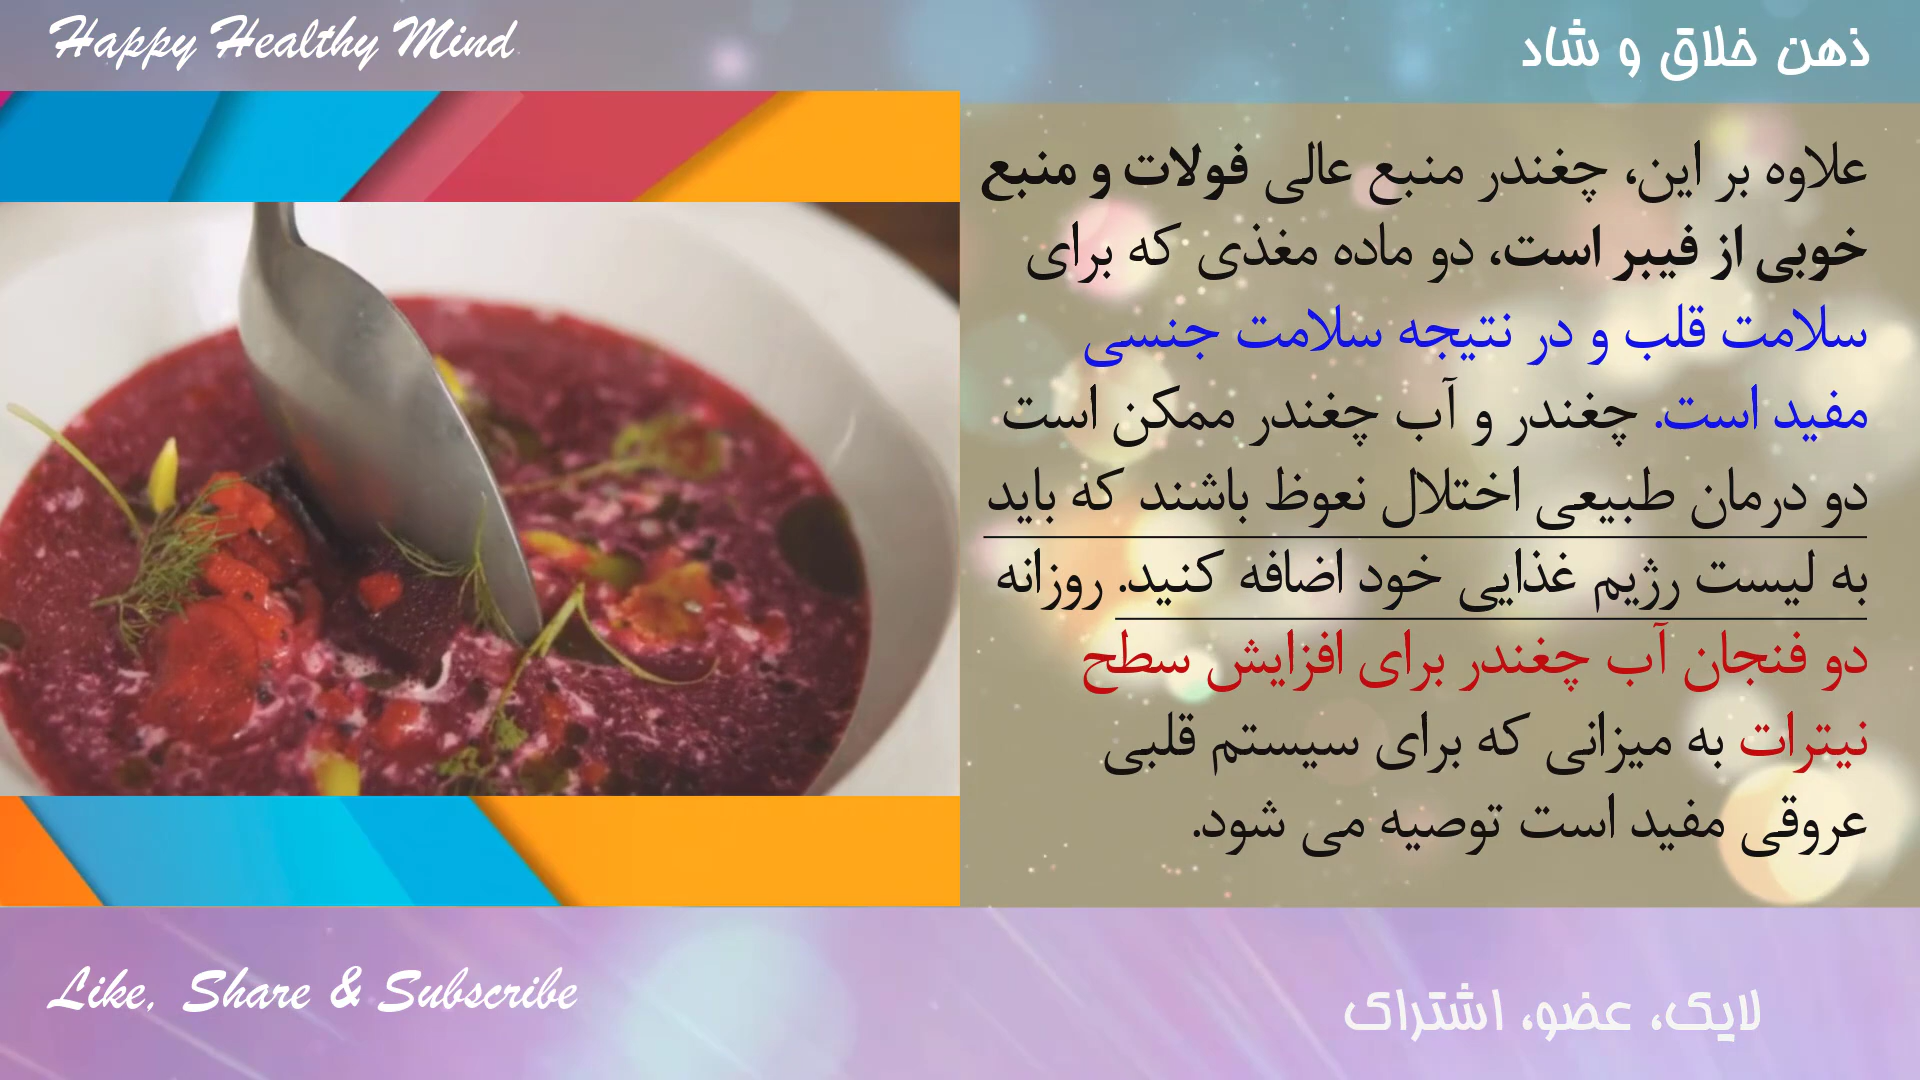 Happy Healthy Mind
ذهن خلاق و شاد
علاوه بر این، چغندر منبع عالی فولات و منبع
خوبی از فیبر است، دو ماده مغذی که برای
سلامت قلب و در نتیجه سلامت جنسی
مفید است. چغندر و آب چغندر ممکن است
دو درمان طبیعی اختلال نعوظ باشند که باید
به لیست رژیم غذایی خود اضافه کنید. روزانه
دو فنجان آب چغندر برای افزایش سطح
نیترات به میزانی که برای سیستم قلبی
عروقی مفید است توصیه می شود.
Like, Share & Subscribe
لایک، عضو، اشتراک